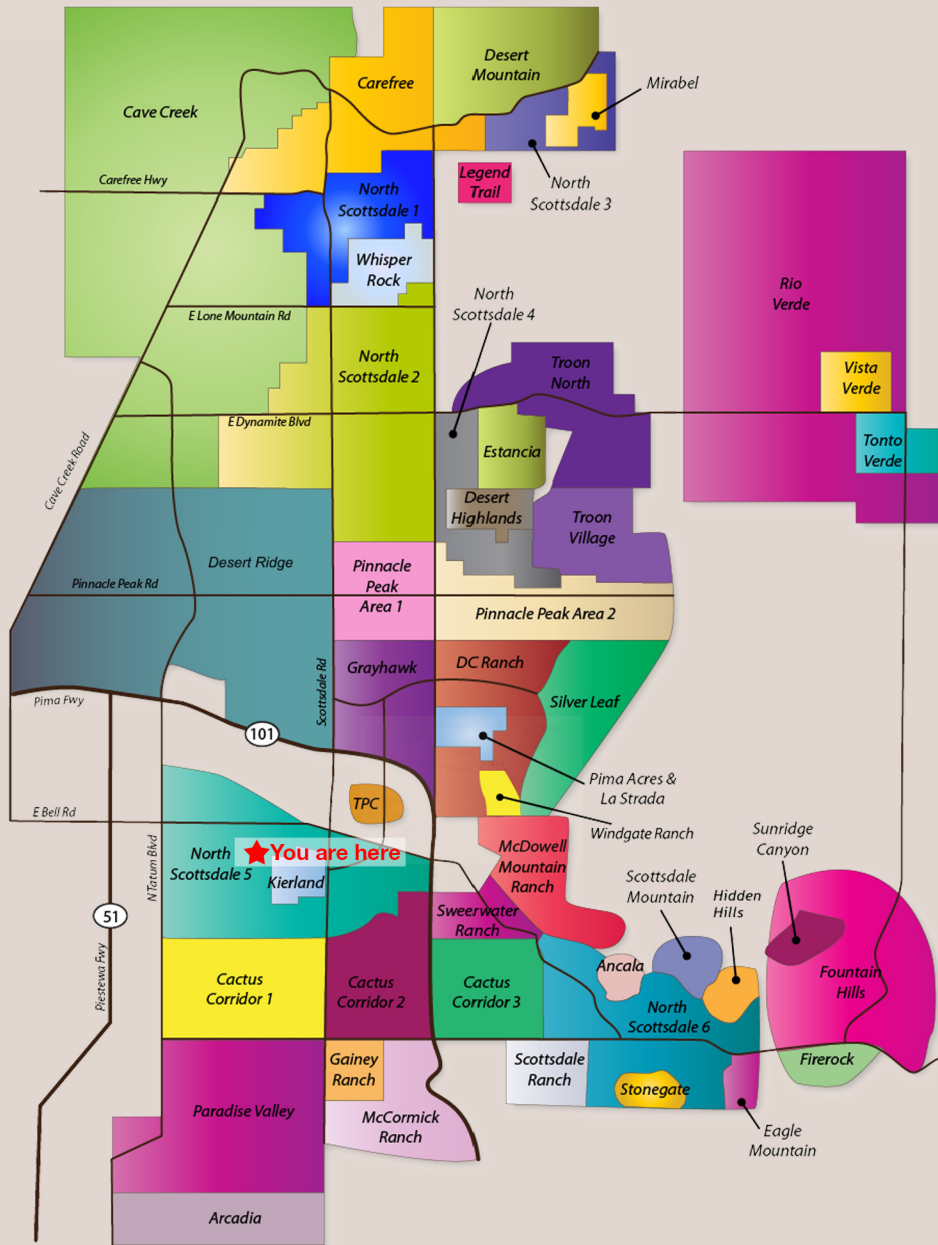 Desert
Mountain
Carefree
Mirabel
Cave Creek
Legend
Trail
Carefree Hwy
North
Scottsdale 1
North
Scottsdale 3
Whisper
Rock
Rio
Verde
North
Scottsdale 4
E Lone Mountain Rd
North
Scottsdale 2
Troon
North
Vista
Verde
E Dynamite Blvd
Estancia
Tonto
Verde
Cave Creek Road
Desert
Highlands
Troon
Village
Desert Ridge
Pinnacle
Peak
Area 1
Pinnacle Peak Rd
Pinnacle Peak Area 2
Scottsdale Rd
Grayhawk
DC Ranch
Silver Leaf
Pima Fwy
101
Pima Acres &
La Strada
TPC
E Bell Rd
Windgate Ranch
N Tatum Blvd
North
Scottsdale 5
You are here
Kierland
McDowell
Mountain
Ranch
Sunridge
Canyon
Scottsdale
Mountain
Hidden
Hills
51
Piestewa Fwy
Sweerwater
Ranch
Ancala
Fountain
Hills
Cactus
Corridor 1
Cactus
Corridor 2
Cactus
Corridor 3
North
Scottsdale 6
Gainey
Ranch
Scottsdale
Ranch
Stonegate
Firerock
Paradise Valley
McCormick
Ranch
Eagle
Mountain
Arcadia